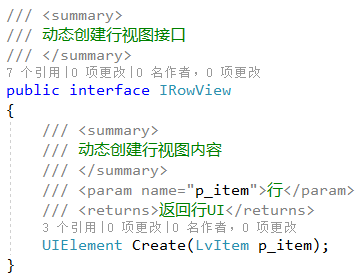 /// <summary>
/// 动态创建行视图接口
/// </summary>
7 个引用|0 项更改|0 名作者，0 项更改
public interface IRowView
{
/// <summary>
/// 动态创建行视图内容
/// </summary>
/// <param name="p_item">行</param>
/// <returns>返回行UI</returns>
3 个引用|0 项更改|0 名作者，0 项更改
UIElement Create(LvItem p_item);
}